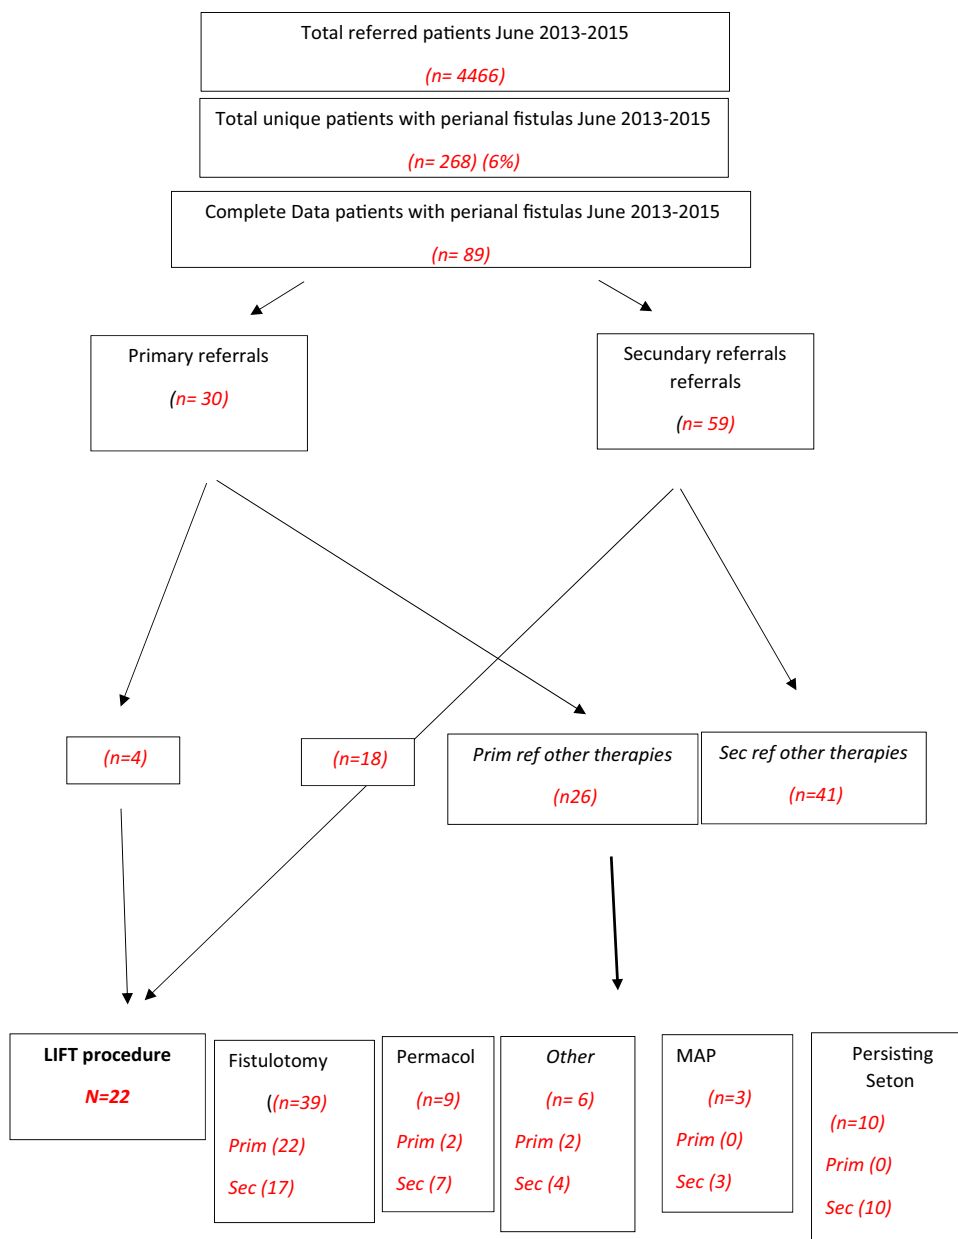 Total referred patients June 2013-2015
(n= 4466)
Total unique patients with perianal fistulas June 2013-2015
(n= 268) (6%)
Complete Data patients with perianal fistulas June 2013-2015
(n= 89)
Primary referrals
(n= 30)
Secundary referrals
referrals
(n= 59)
(n=4)
(n=18)
Prim ref other therapies
(n26)
Sec ref other therapies
(n=41)
LIFT procedure
N=22
Fistulotomy
((n=39)
Prim (22)
Sec (17)
Permacol
(n=9)
Prim (2)
Sec (7)
Other
(n= 6)
Prim (2)
Sec (4)
MAP
(n=3)
Prim (0)
Sec (3)
Persisting
Seton
(n=10)
Prim (0)
Sec (10)